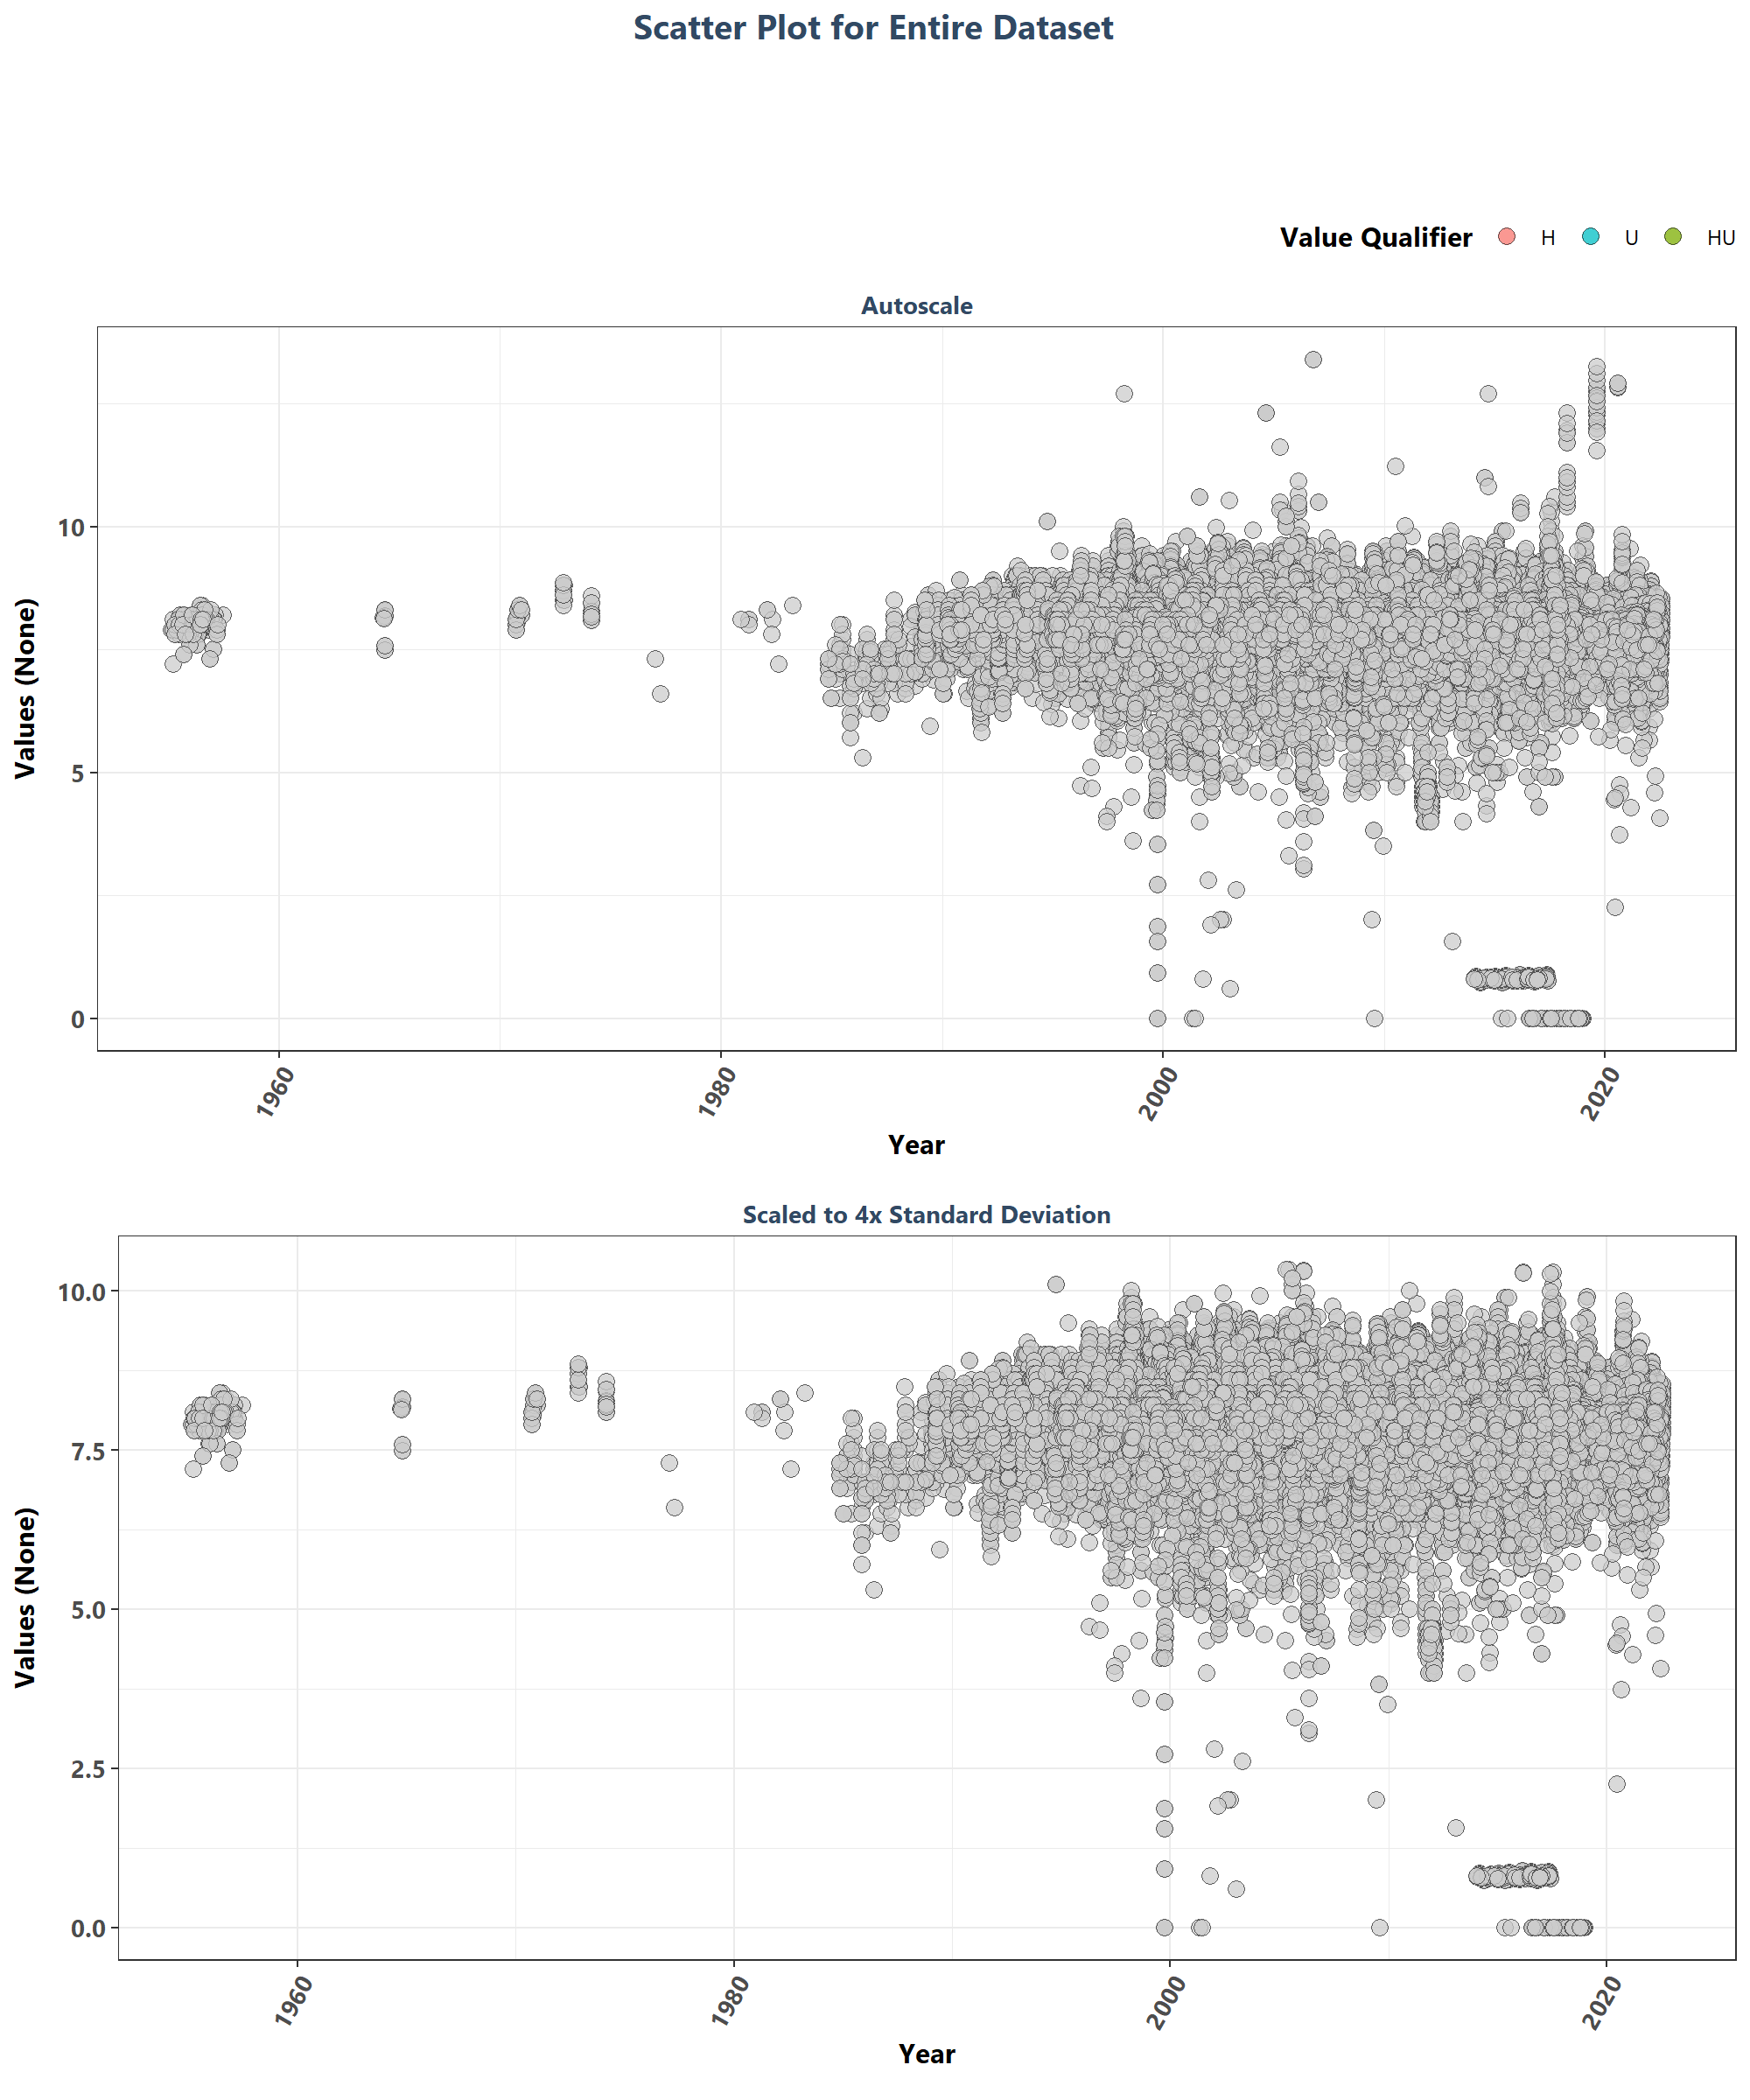 Scatter Plot for Entire Dataset
Value Qualifier H U HU
Autoscale
Values (None)
10
5
0
1960 1980 2000 2020
Year
Scaled to 4x Standard Deviation
Values (None)
10.0
7.5
5.0
2.5
0.0
1960 1980 2000 2020
Year